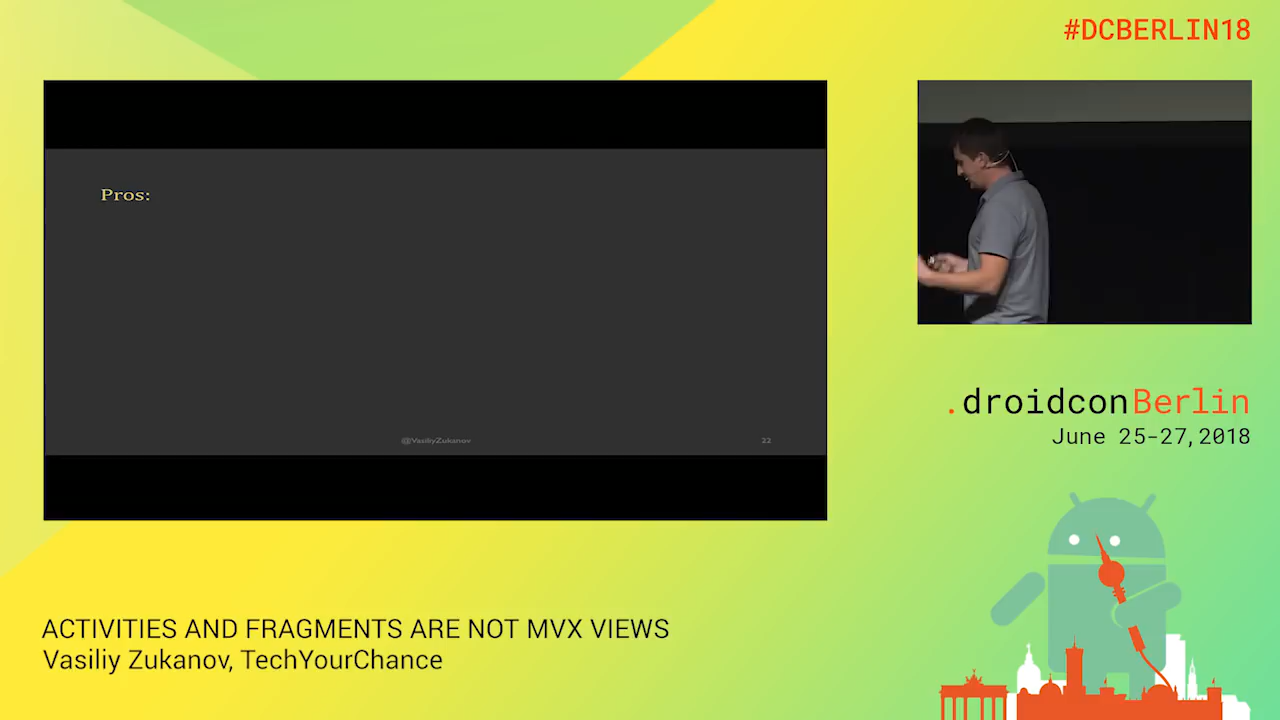 #DCBERLIN18
Pros:
@VasiliyZukanov
22
.droidconBerlin
June 25-27,2018
ACTIVITIES AND FRAGMENTS ARE NOT MVX VIEWS
Vasiliy Zukanov, TechYourChance